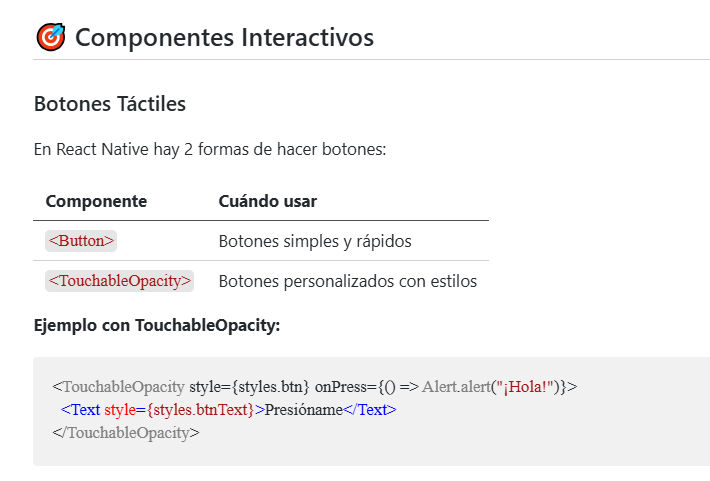 🎯 Componentes Interactivos
Botones Táctiles
En React Native hay 2 formas de hacer botones:
Componente Cuándo usar
<Button> Botones simples y rápidos
<TouchableOpacity> Botones personalizados con estilos
Ejemplo con TouchableOpacity:
<TouchableOpacity style={styles.btn} onPress={() => Alert.alert("¡Hola!")}>
<Text style={styles.btnText}>Presióname</Text>
</TouchableOpacity>